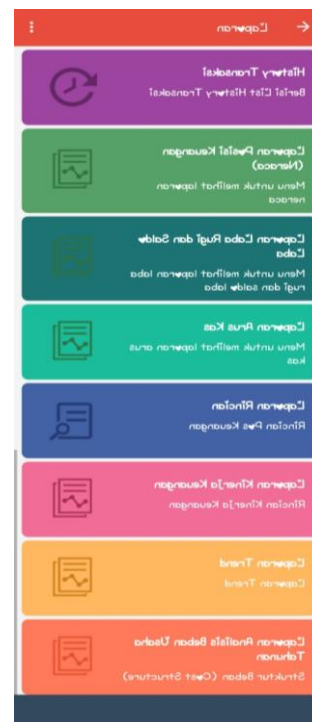 Laporan
History Transaksi
Berisi List History Transaksi
Laporan Posisi Keuangan
(Neraca)
Menu untuk melihat laporan
neraca
Laporan Laba Rugi dan Saldo
Laba
Menu untuk melihat laporan laba
rugi dan saldo laba
Laporan Arus Kas
Menu untuk melihat laporan arus
kas
Laporan Rincian
Rincian Pos Keuangan
Laporan Kinerja Keuangan
Rincian Kinerja Keuangan
Laporan Trend
Laporan Trend
Laporan Analisis Beban Usaha
Tahunan
Struktur Beban (Cost Structure)